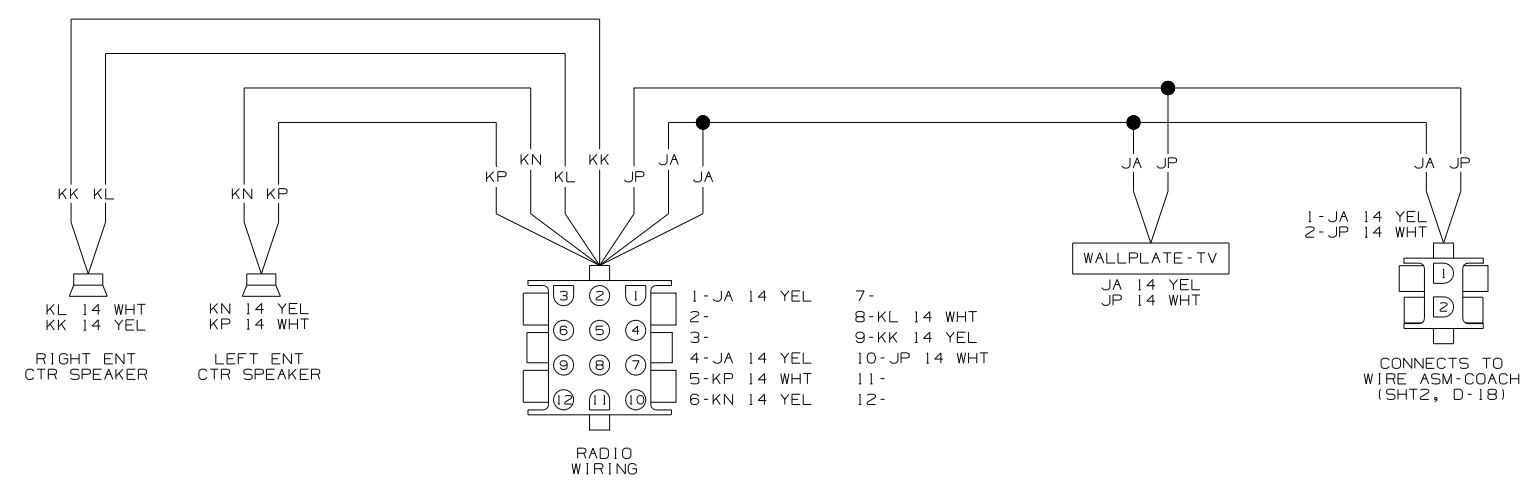 KK
KN
JA
KL
KP
JP
JA
JA
JP
JA
JP
KK
KL
KN
KP
1-JA 14 YEL
2-JP 14 WHT
WALLPLATE-TV
JA 14 YEL
JP 14 WHT
1
2
KL 14 WHT
KK 14 YEL
RIGHT ENT
CTR SPEAKER
KN 14 YEL
KP 14 WHT
LEFT ENT
CTR SPEAKER
3 2 1
6 5 4
9 8 7
12 11 10
1-JA 14 YEL
2-
3-
4-JA 14 YEL
5-KP 14 WHT
6-KN 14 YEL
7-
8-KL 14 WHT
9-KK 14 YEL
10-JP 14 WHT
11-
12-
RADIO
WIRING
CONNECTS TO
WIRE ASM-COACH
(SHT2, D-18)